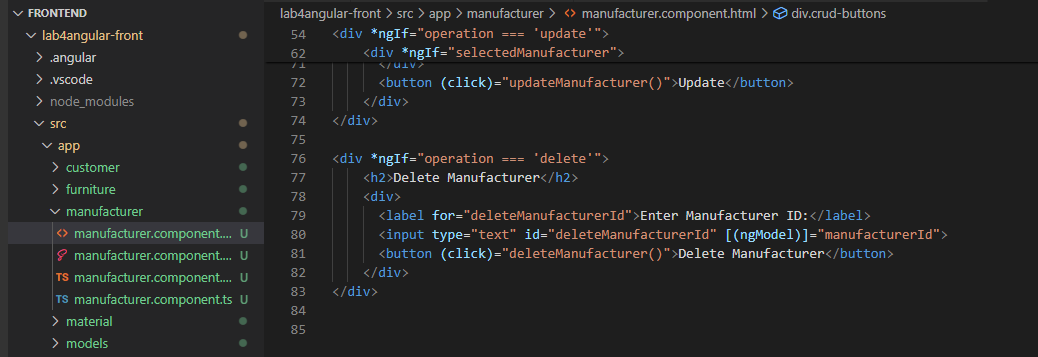 FRONTEND
lab4angular-front
.angular
.vscode
node_modules
src
app
customer
furniture
manufacturer
manufacturer.component.... U
manufacturer.component.... U
TS manufacturer.component.... U
TS manufacturer.component.ts U
material
models
lab4angular-front > src > app > manufacturer > manufacturer.component.html > div.crud-buttons
54 <div *ngIf="operation === 'update'">
62 <div *ngIf="selectedManufacturer">
71 </div>
72 <button (click)="updateManufacturer()">Update</button>
73 </div>
74 </div>
75
76 <div *ngIf="operation === 'delete'">
77 <h2>Delete Manufacturer</h2>
78 <div>
79 <label for="deleteManufacturerId">Enter Manufacturer ID:</label>
80 <input type="text" id="deleteManufacturerId" [(ngModel)]="manufacturerId">
81 <button (click)="deleteManufacturer()">Delete Manufacturer</button>
82 </div>
83 </div>
84
85